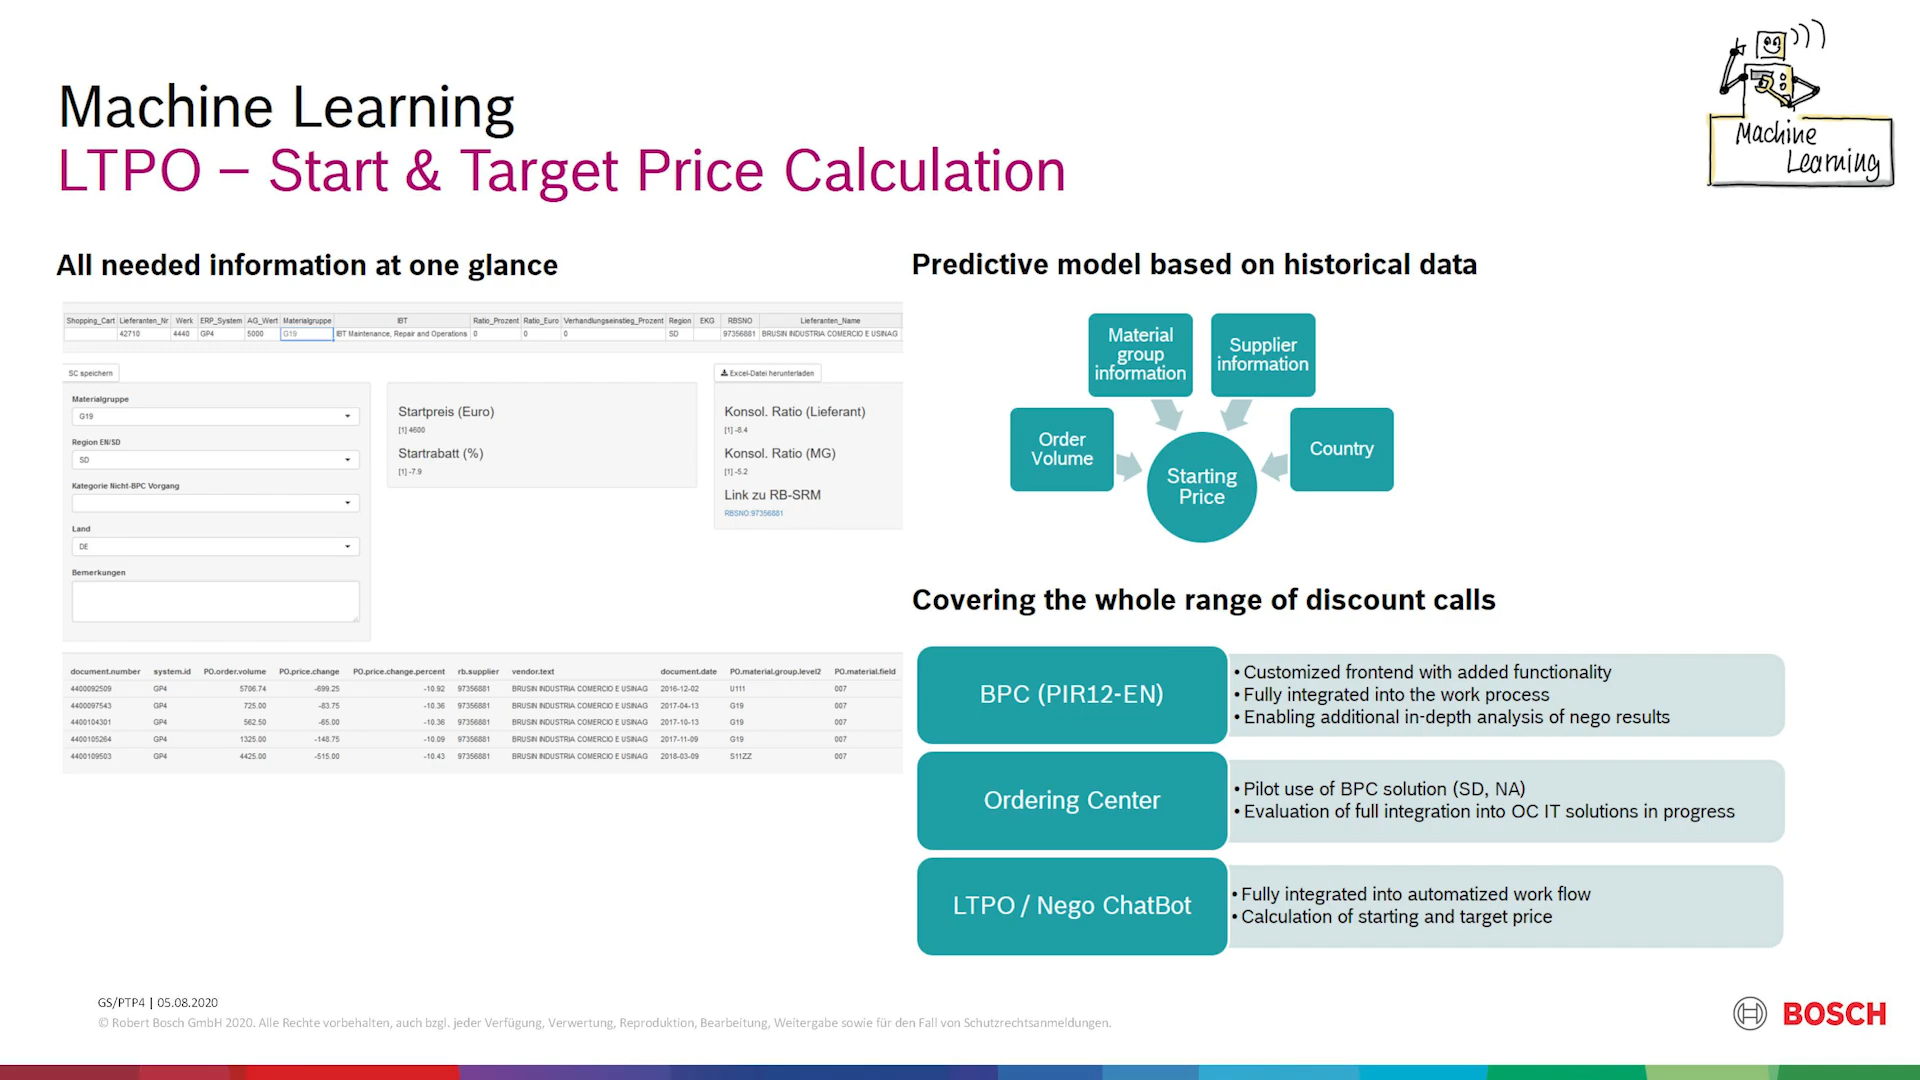 Machine Learning
LTPO – Start & Target Price Calculation
Machine
Learning
All needed information at one glance
Shopping_Cart Lieferanten_Nr Werk ERP_System AG_Wert Materialgruppe IBT Ratio_Prozent Ratio_Euro Verhandlungseinstieg_Prozent Region EKG RBSNO Lieferanten_Name
42710 4440 GP4 5000 G19 IBT Maintenance, Repair and Operations 0 0 0 SD 97356881 BRUSIN INDUSTRIA COMERCIO E USINAG
SC speichern
Materialgruppe
G19
Region EN/SD
SD
Kategorie Nicht-BPC Vorgang
Land
DE
Bemerkungen
Startpreis (Euro)
[1] 4600
Startrabatt (%)
[1] -7.9
Excel-Datei herunterladen
Konsol. Ratio (Lieferant)
[1] -8.4
Konsol. Ratio (MG)
[1] -5.2
Link zu RB-SRM
RBSNO:97356881
document.number system.id PO.order.volume PO.price.change PO.price.change.percent rb.supplier vendor.text document.date PO.material.group.level2 PO.material.field
4400092509 GP4 5706.74 -699.25 -10.92 97356881 BRUSIN INDUSTRIA COMERCIO E USINAG 2016-12-02 U111 007
4400097543 GP4 725.00 -83.75 -10.36 97356881 BRUSIN INDUSTRIA COMERCIO E USINAG 2017-04-13 G19 007
4400104301 GP4 562.50 -65.00 -10.36 97356881 BRUSIN INDUSTRIA COMERCIO E USINAG 2017-10-13 G19 007
4400105264 GP4 1325.00 -148.75 -10.09 97356881 BRUSIN INDUSTRIA COMERCIO E USINAG 2017-11-09 G19 007
4400109503 GP4 4425.00 -515.00 -10.43 97356881 BRUSIN INDUSTRIA COMERCIO E USINAG 2018-03-09 S11ZZ 007
Predictive model based on historical data
Material
group
information
Supplier
information
Order
Volume
Country
Starting
Price
Covering the whole range of discount calls
BPC (PIR12-EN)
• Customized frontend with added functionality
• Fully integrated into the work process
• Enabling additional in-depth analysis of nego results
Ordering Center
• Pilot use of BPC solution (SD, NA)
• Evaluation of full integration into OC IT solutions in progress
LTPO / Nego ChatBot
• Fully integrated into automatized work flow
• Calculation of starting and target price
GS/PTP4 | 05.08.2020
© Robert Bosch GmbH 2020. Alle Rechte vorbehalten, auch bzgl. jeder Verfügung, Verwertung, Reproduktion, Bearbeitung, Weitergabe sowie für den Fall von Schutzrechtsanmeldungen.
BOSCH